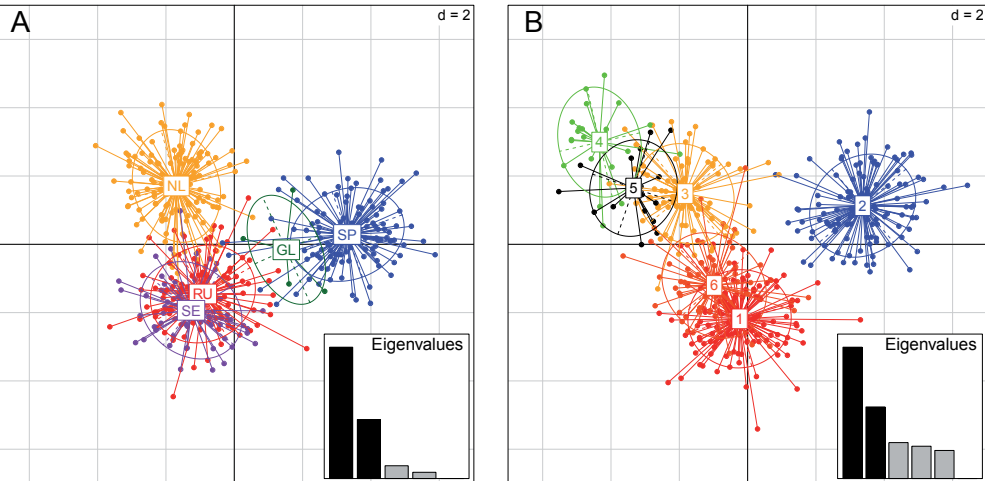 A
d = 2
NL
SP
GL
RU
SE
Eigenvalues
B
d = 2
4
5
3
2
6
1
Eigenvalues